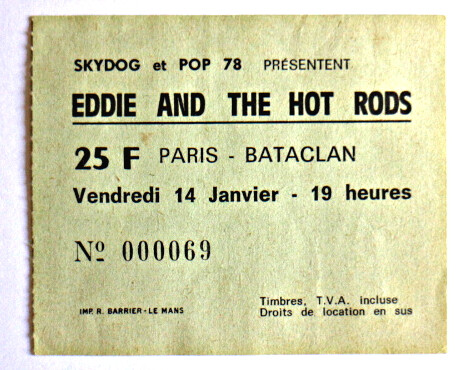 SKYDOG et POP 78 PRÉSENTENT
EDDIE AND THE HOT RODS
25 F PARIS - BATACLAN
Vendredi 14 Janvier - 19 heures
Nº 000069
IMP. R. BARRIER - LE MANS
Timbres, T.V.A. incluse
Droits de location en sus